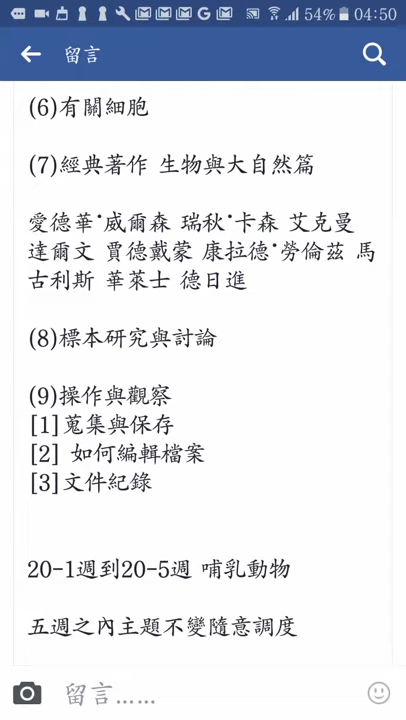 54% 04:50
留言
(6)有關細胞
(7)經典著作 生物與大自然篇
愛德華·威爾森 瑞秋·卡森 艾克曼
達爾文 賈德戴蒙 康拉德·勞倫茲 馬
古利斯 華萊士 德日進
(8)標本研究與討論
(9)操作與觀察
[1]蒐集與保存
[2] 如何編輯檔案
[3]文件紀錄
20-1週到20-5週 哺乳動物
五週之內主題不變隨意調度
留言......